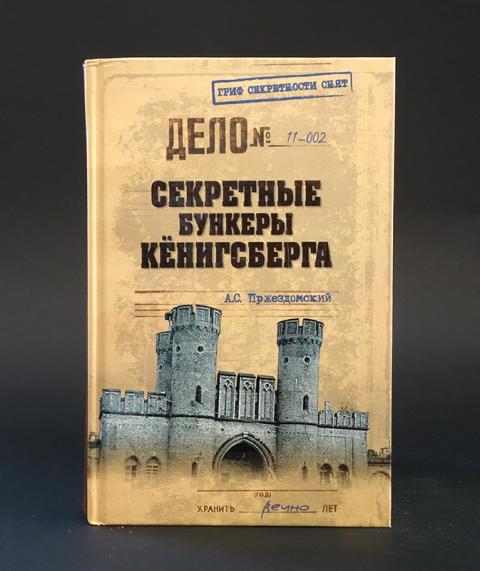 ГРИФ СЕКРЕТНОСТИ СНЯТ
ДЕЛО № 11-002
СЕКРЕТНЫЕ
БУНКЕРЫ
КЁНИГСБЕРГА
А.С. Пржездомский
(ГОД)
ХРАНИТЬ вечно ЛЕТ